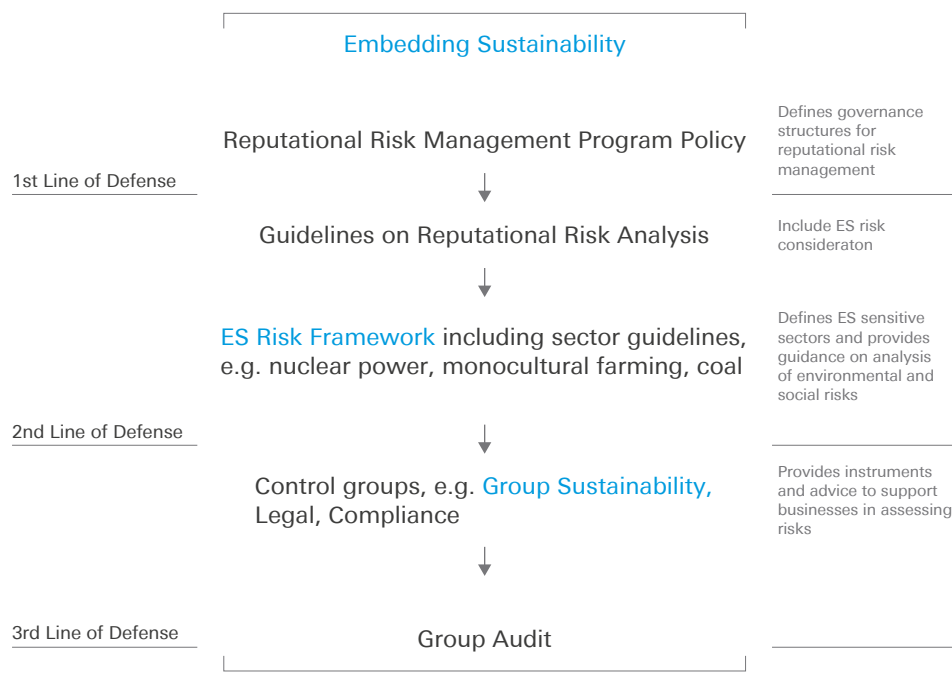 Embedding Sustainability
Reputational Risk Management Program Policy
Defines governance
structures for
reputational risk
management
1st Line of Defense
Guidelines on Reputational Risk Analysis
Include ES risk
consideraton
ES Risk Framework including sector guidelines,
e.g. nuclear power, monocultural farming, coal
Defines ES sensitive
sectors and provides
guidance on analysis
of environmental and
social risks
2nd Line of Defense
Control groups, e.g. Group Sustainability,
Legal, Compliance
Provides instruments
and advice to support
businesses in assessing
risks
3rd Line of Defense
Group Audit